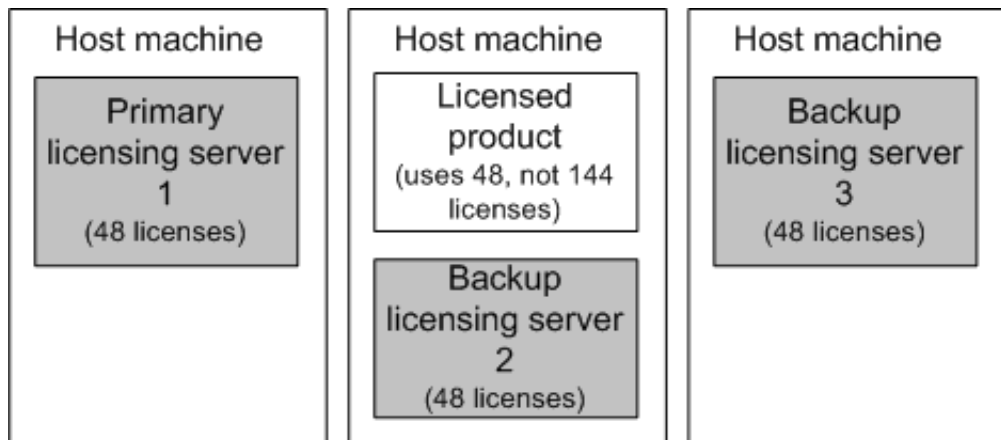 Host machine
Primary
licensing server
1
(48 licenses)
Host machine
Licensed
product
(uses 48, not 144
licenses)
Backup
licensing server
2
(48 licenses)
Host machine
Backup
licensing server
3
(48 licenses)